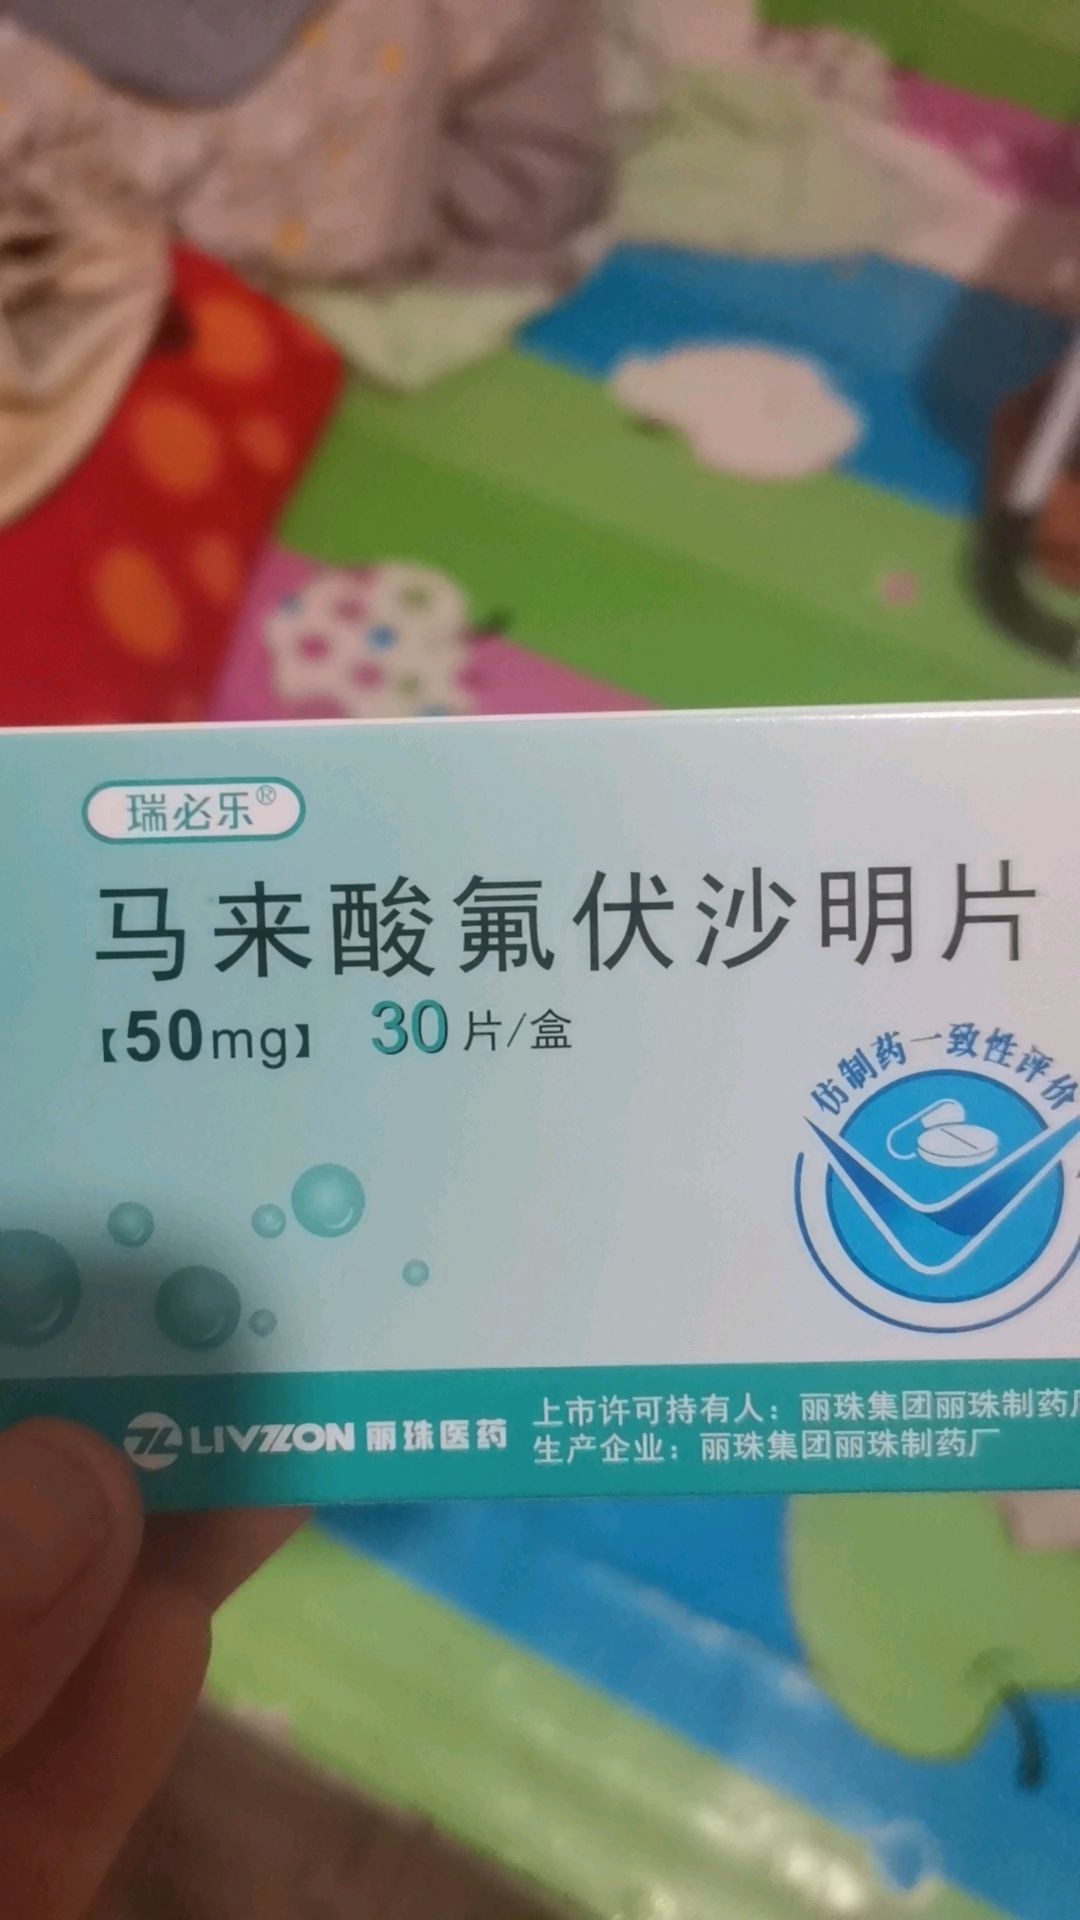 瑞必乐®
马来酸氟伏沙明片
【50mg】 30片/盒
仿制药一致性评价
LIVZON 丽珠医药
上市许可持有人：丽珠集团丽珠制药厂
生产企业：丽珠集团丽珠制药厂